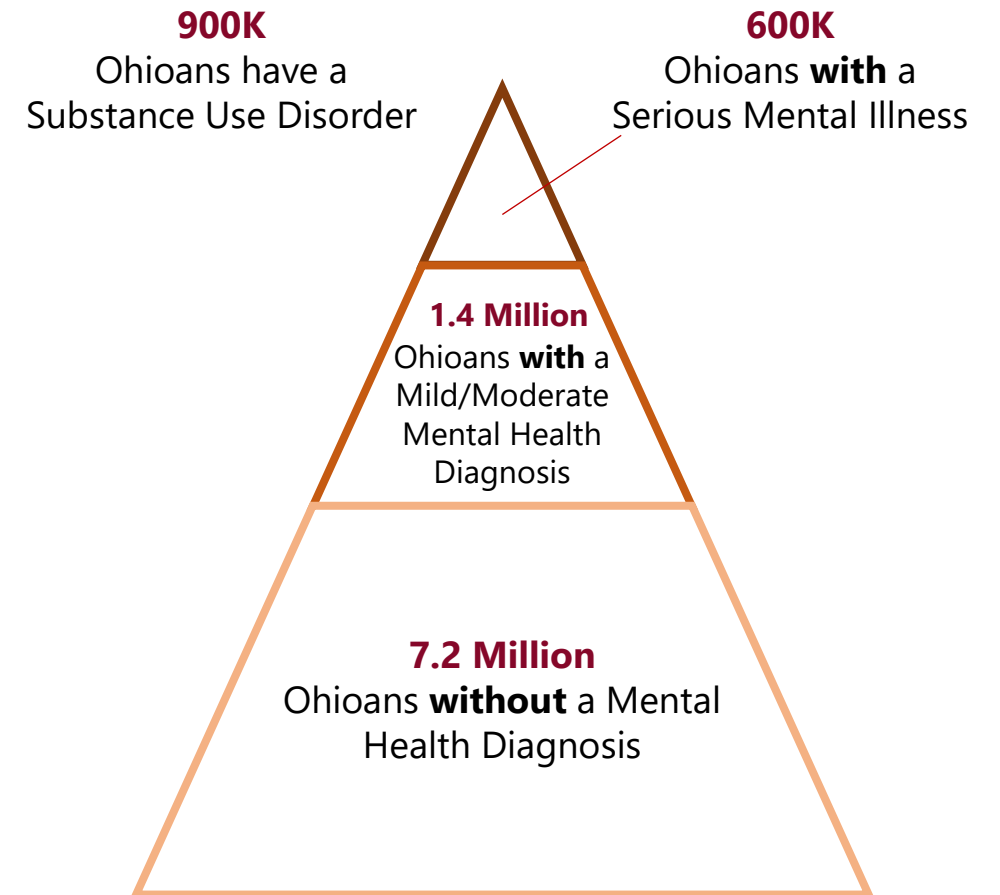 900K
Ohioans have a
Substance Use Disorder
600K
Ohioans with a
Serious Mental Illness
1.4 Million
Ohioans with a
Mild/Moderate
Mental Health
Diagnosis
7.2 Million
Ohioans without a Mental
Health Diagnosis